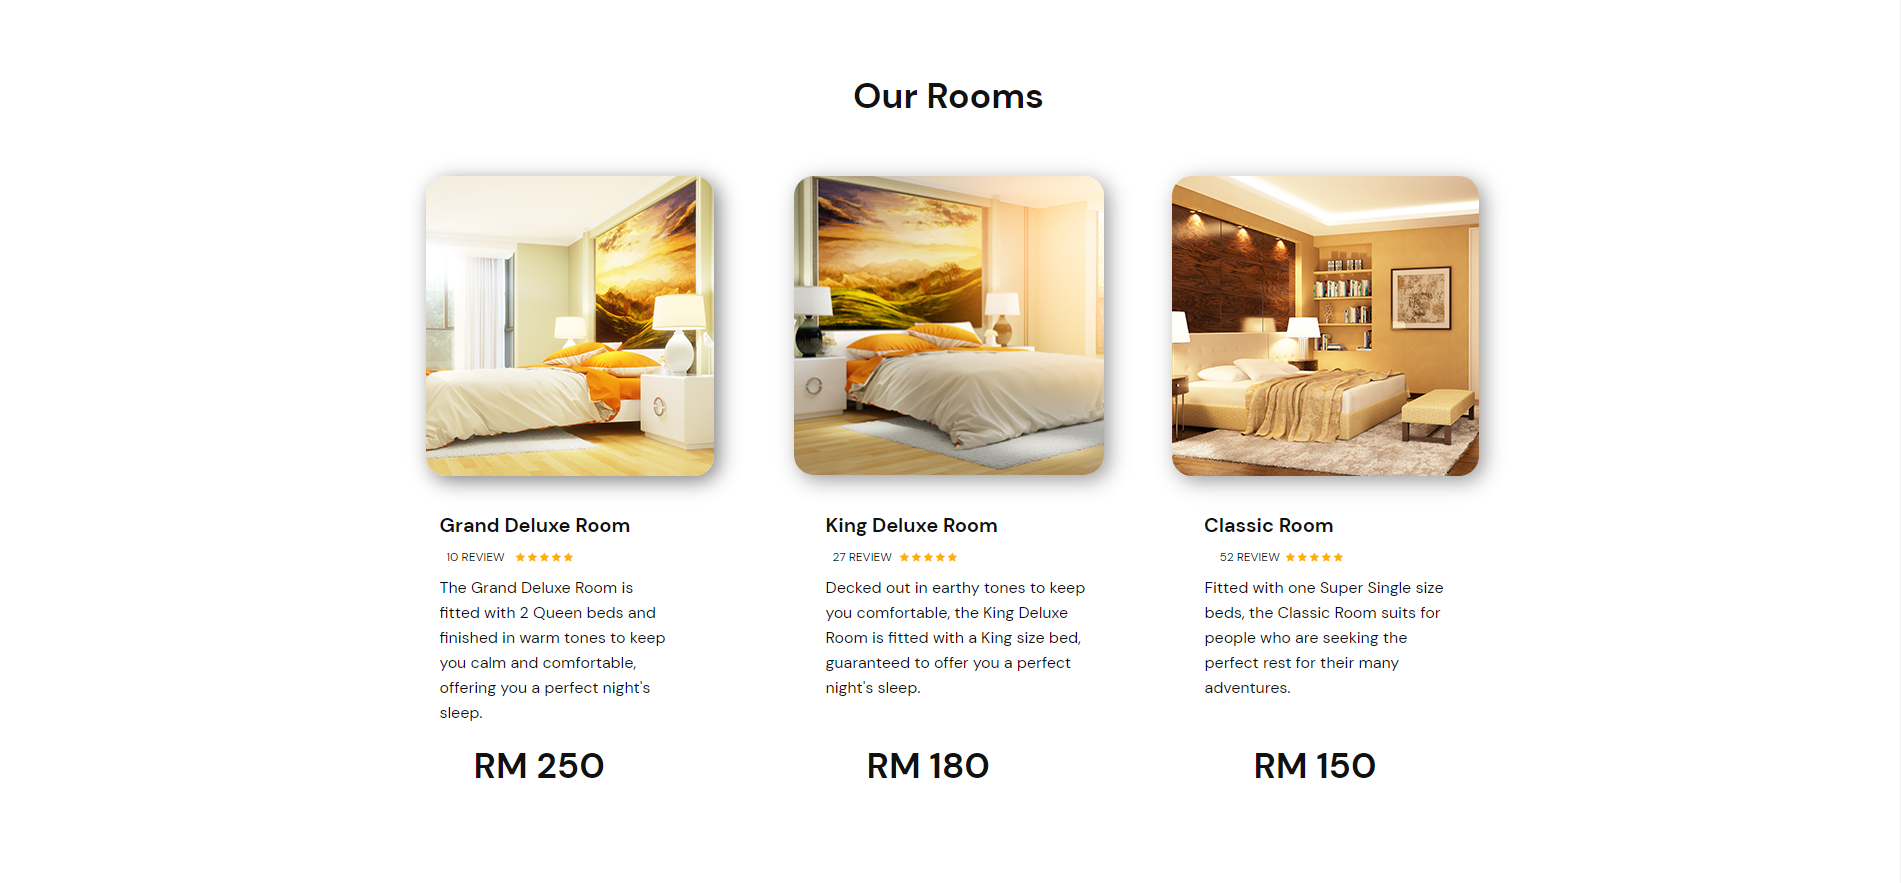 Our Rooms
Grand Deluxe Room
10 REVIEW
The Grand Deluxe Room is
fitted with 2 Queen beds and
finished in warm tones to keep
you calm and comfortable,
offering you a perfect night's
sleep.
RM 250
King Deluxe Room
27 REVIEW
Decked out in earthy tones to keep
you comfortable, the King Deluxe
Room is fitted with a King size bed,
guaranteed to offer you a perfect
night's sleep.
RM 180
Classic Room
52 REVIEW
Fitted with one Super Single size
beds, the Classic Room suits for
people who are seeking the
perfect rest for their many
adventures.
RM 150